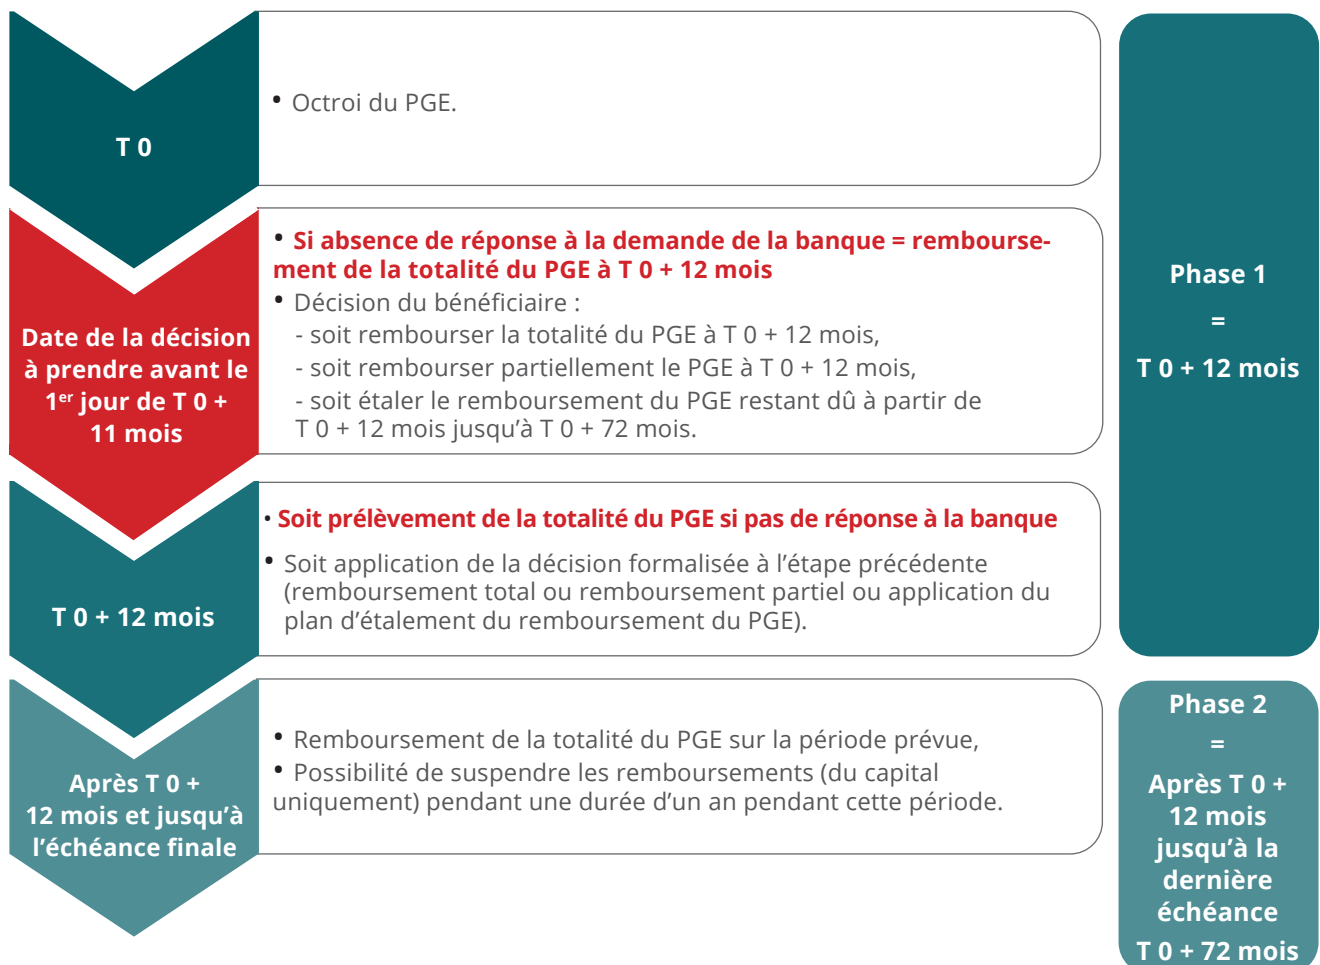 T 0
• Octroi du PGE.
Date de la décision
à prendre avant le
1er jour de T 0 +
11 mois
• Si absence de réponse à la demande de la banque = rembourse-
ment de la totalité du PGE à T 0 + 12 mois
• Décision du bénéficiaire :
- soit rembourser la totalité du PGE à T 0 + 12 mois,
- soit rembourser partiellement le PGE à T 0 + 12 mois,
- soit étaler le remboursement du PGE restant dû à partir de
T 0 + 12 mois jusqu’à T 0 + 72 mois.
T 0 + 12 mois
• Soit prélèvement de la totalité du PGE si pas de réponse à la banque
• Soit application de la décision formalisée à l’étape précédente
(remboursement total ou remboursement partiel ou application du
plan d’étalement du remboursement du PGE).
Phase 1
=
T 0 + 12 mois
Après T 0 +
12 mois et jusqu’à
l’échéance finale
• Remboursement de la totalité du PGE sur la période prévue,
• Possibilité de suspendre les remboursements (du capital
uniquement) pendant une durée d’un an pendant cette période.
Phase 2
=
Après T 0 +
12 mois
jusqu’à la
dernière
échéance
T 0 + 72 mois